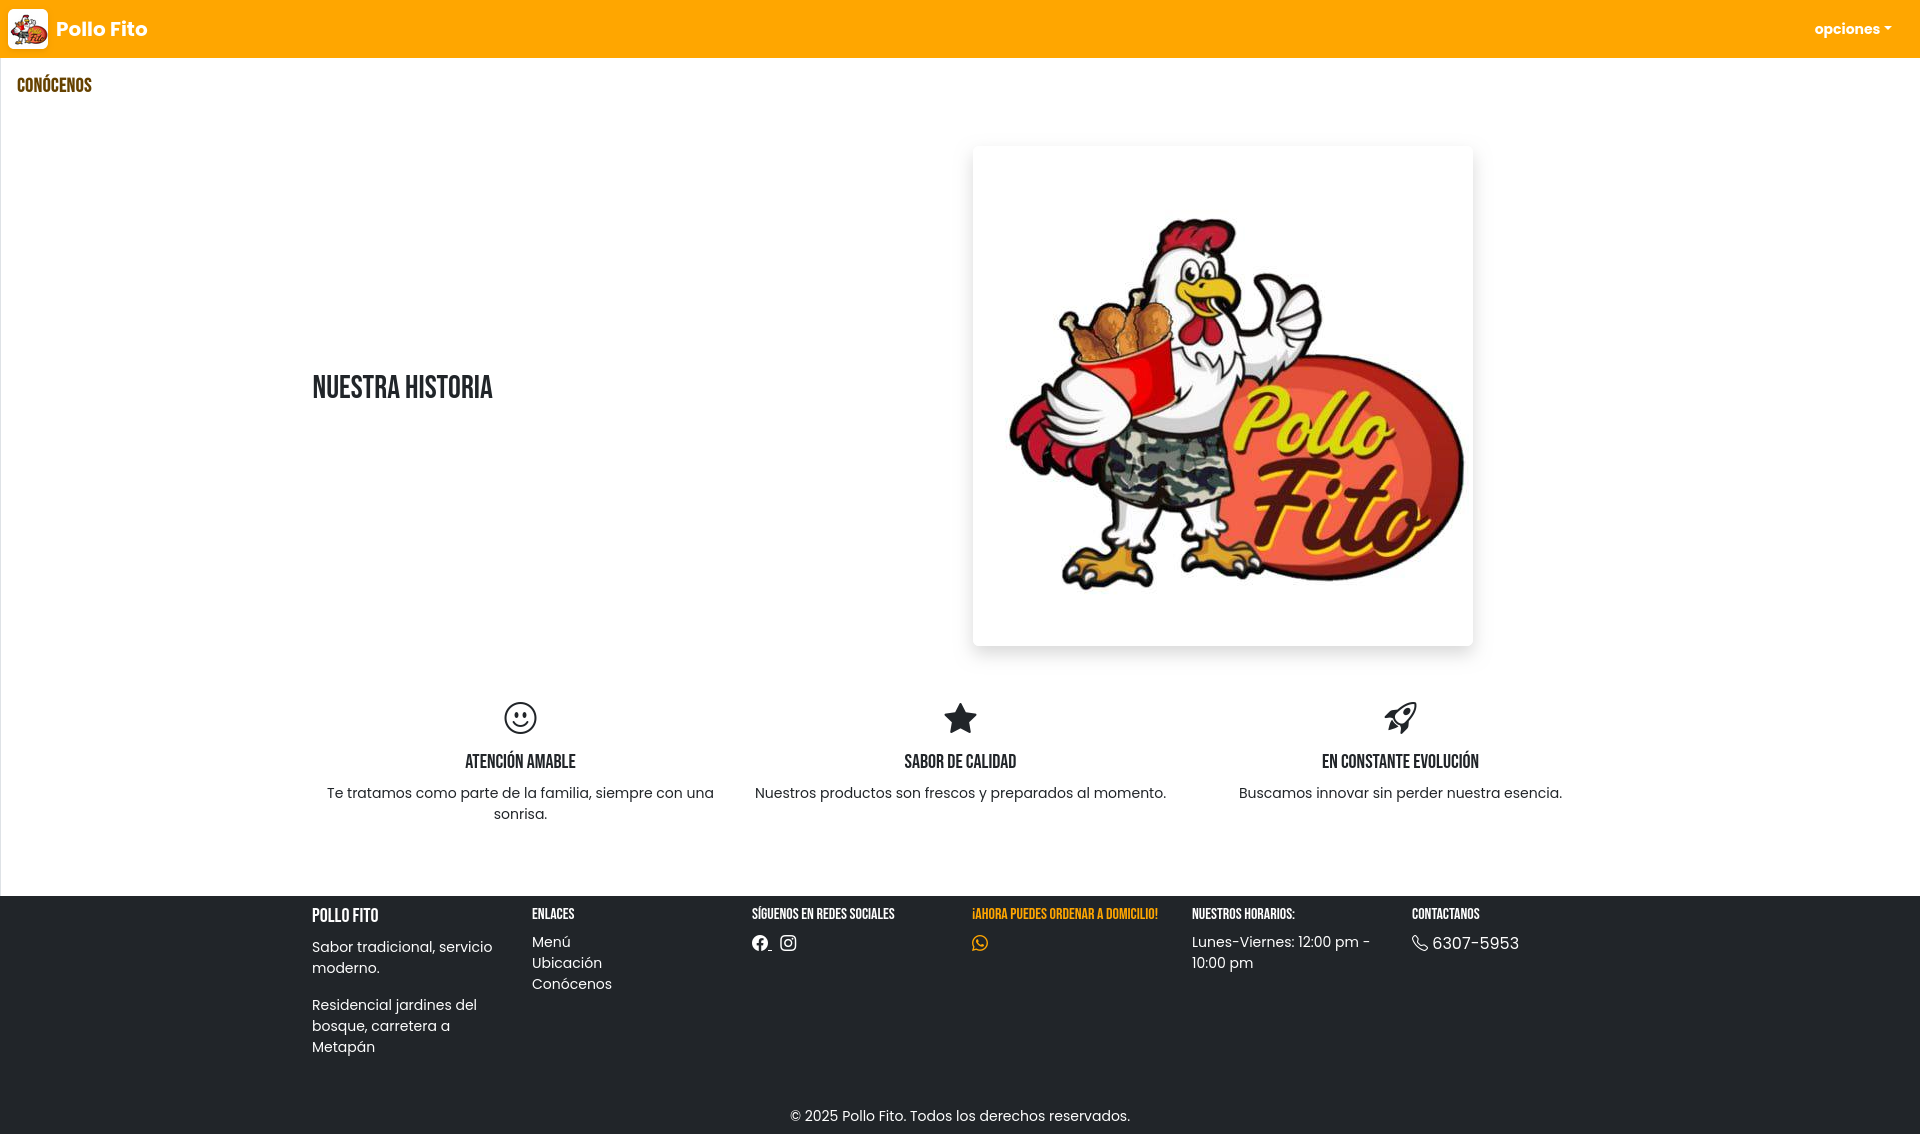 Pollo Fito
opciones
CONÓCENOS
NUESTRA HISTORIA
Pollo
Fito
ATENCIÓN AMABLE
Te tratamos como parte de la familia, siempre con una
sonrisa.
SABOR DE CALIDAD
Nuestros productos son frescos y preparados al momento.
EN CONSTANTE EVOLUCIÓN
Buscamos innovar sin perder nuestra esencia.
POLLO FITO
Sabor tradicional, servicio
moderno.
Residencial jardines del
bosque, carretera a
Metapán
ENLACES
Menú
Ubicación
Conócenos
SÍGUENOS EN REDES SOCIALES
¡AHORA PUEDES ORDENAR A DOMICILIO!
NUESTROS HORARIOS:
Lunes-Viernes: 12:00 pm -
10:00 pm
CONTACTANOS
6307-5953
© 2025 Pollo Fito. Todos los derechos reservados.